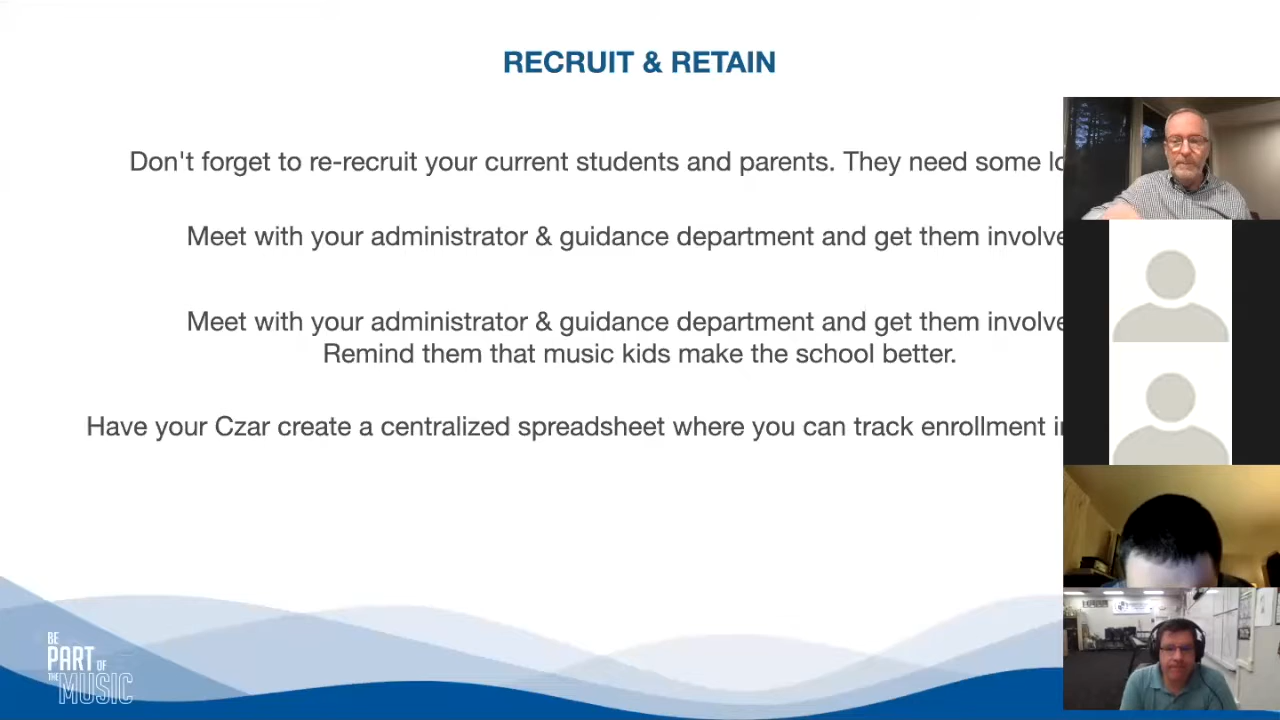 RECRUIT & RETAIN
Don't forget to re-recruit your current students and parents. They need some
Meet with your administrator & guidance department and get them
Meet with your administrator & guidance department and get them
Remind them that music kids make the school better.
Have your Czar create a centralized spreadsheet where you can track enrollment
BE
PART OF
THE MUSIC